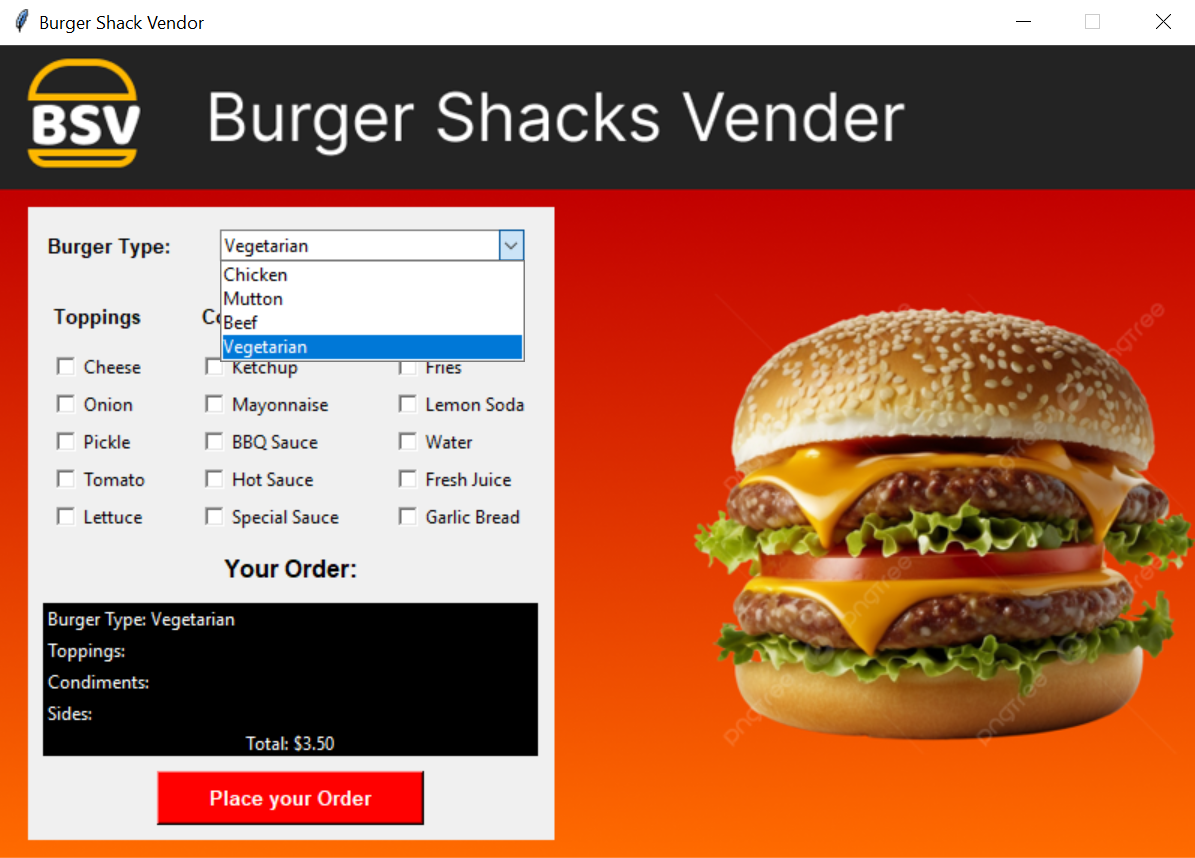 Burger Shack Vendor
BSV
Burger Shacks Vender
Burger Type:
Vegetarian
Chicken
Mutton
Beef
Vegetarian
Toppings
Cheese
Ketchup
Fries
Onion
Mayonnaise
Lemon Soda
Pickle
BBQ Sauce
Water
Tomato
Hot Sauce
Fresh Juice
Lettuce
Special Sauce
Garlic Bread
Your Order:
Burger Type: Vegetarian
Toppings:
Condiments:
Sides:
Total: $3.50
Place your Order
pngtree
pngtree
pngtree